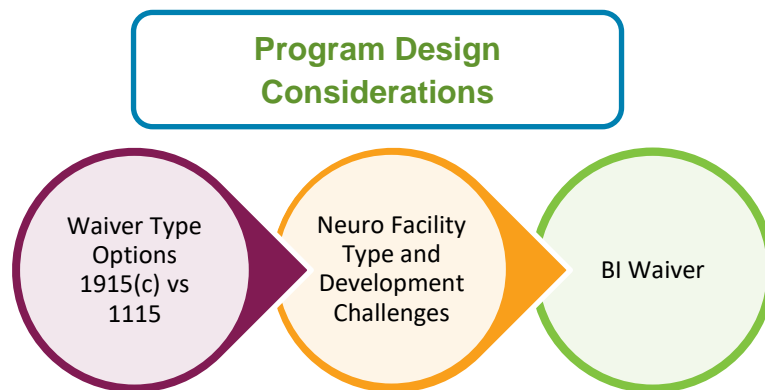 Program Design
Considerations
Waiver Type
Options
1915(c) vs
1115
Neuro Facility
Type and
Development
Challenges
BI Waiver